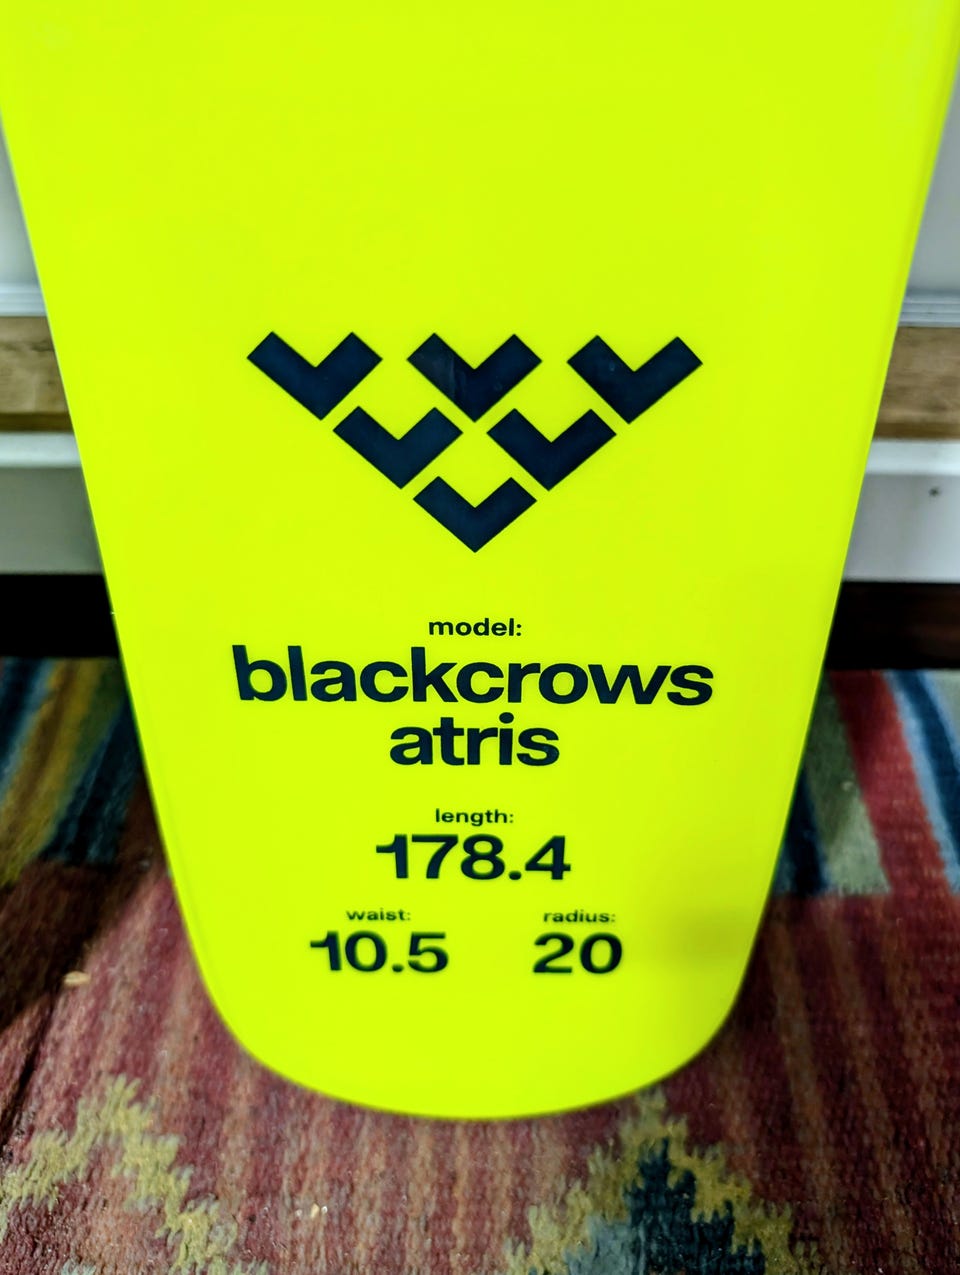 model:
blackcrows
atris
length:
178.4
waist: radius:
10.5 20